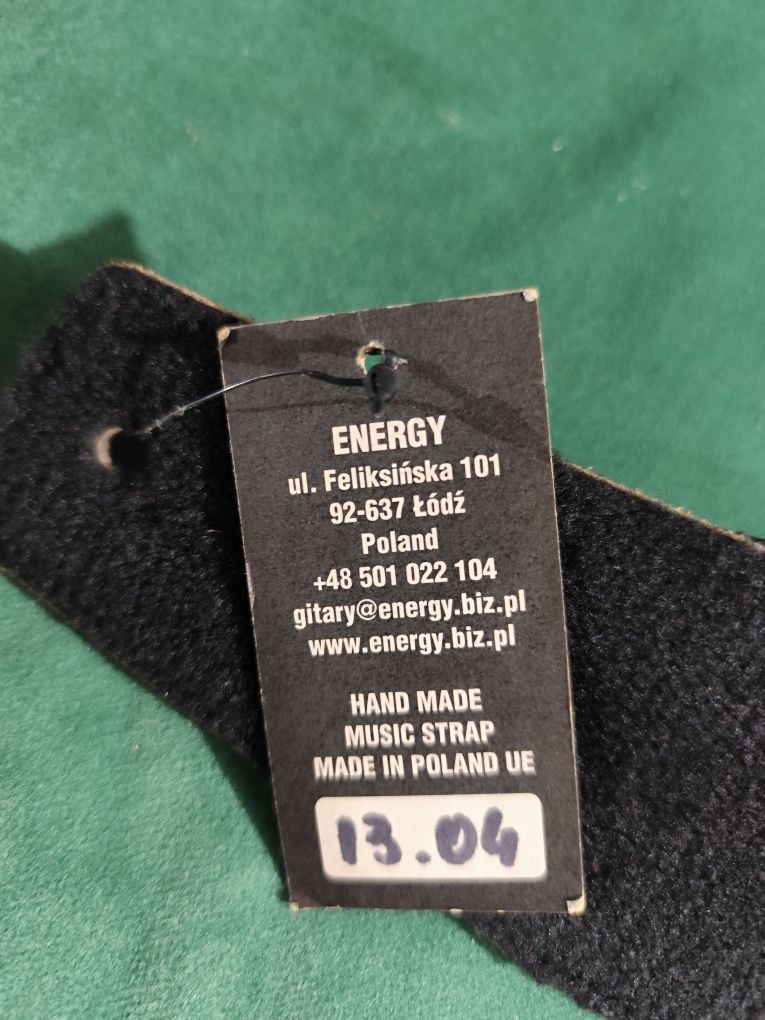 ENERGY
ul. Feliksińska 101
92-637 Łódź
Poland
+48 501 022 104
gitary@energy.biz.pl
www.energy.biz.pl
HAND MADE
MUSIC STRAP
MADE IN POLAND UE
13.04